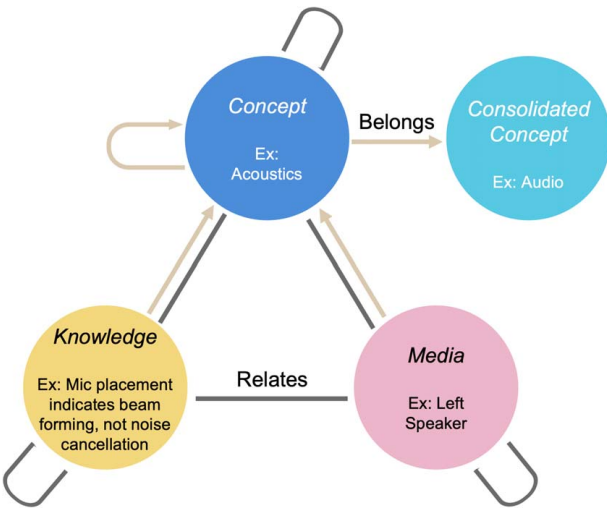 Concept
Ex:
Acoustics
Belongs
Consolidated
Concept
Ex: Audio
Knowledge
Ex: Mic placement
indicates beam
forming, not noise
cancellation
Relates
Media
Ex: Left
Speaker